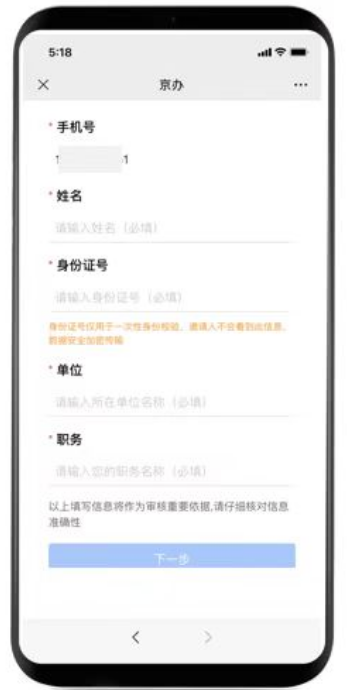 5:18
京办
* 手机号
1 1
* 姓名
请输入姓名（必填）
* 身份证号
请输入身份证号（必填）
身份证号仅用于一次性身份校验，邀请人不会看到此信息，
数据安全加密传输
* 单位
请输入所在单位名称（必填）
* 职务
请输入您的职务名称（必填）
以上填写信息将作为审核重要依据,请仔细核对信息
准确性
下一步